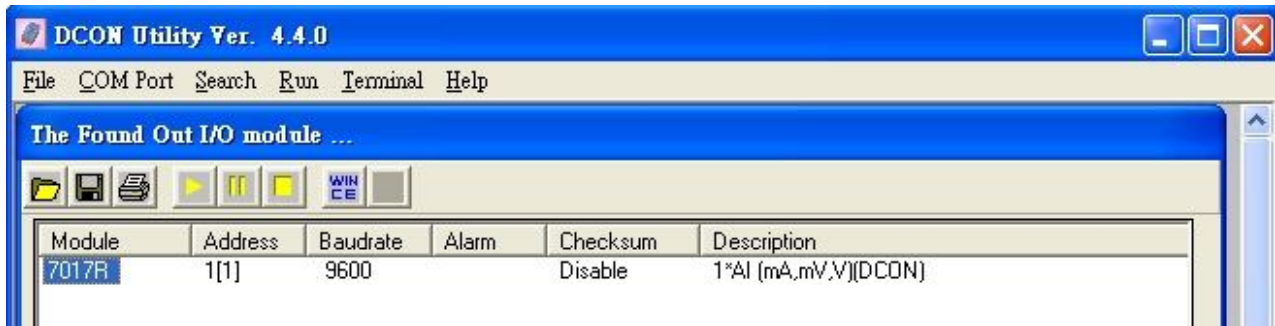 DCON Utility Ver. 4.4.0
File COM Port Search Run Terminal Help
The Found Out I/O module ...
WIN CE
Module Address Baudrate Alarm Checksum Description
7017R 1[1] 9600 Disable 1*AI (mA,mV,V)(DCON)